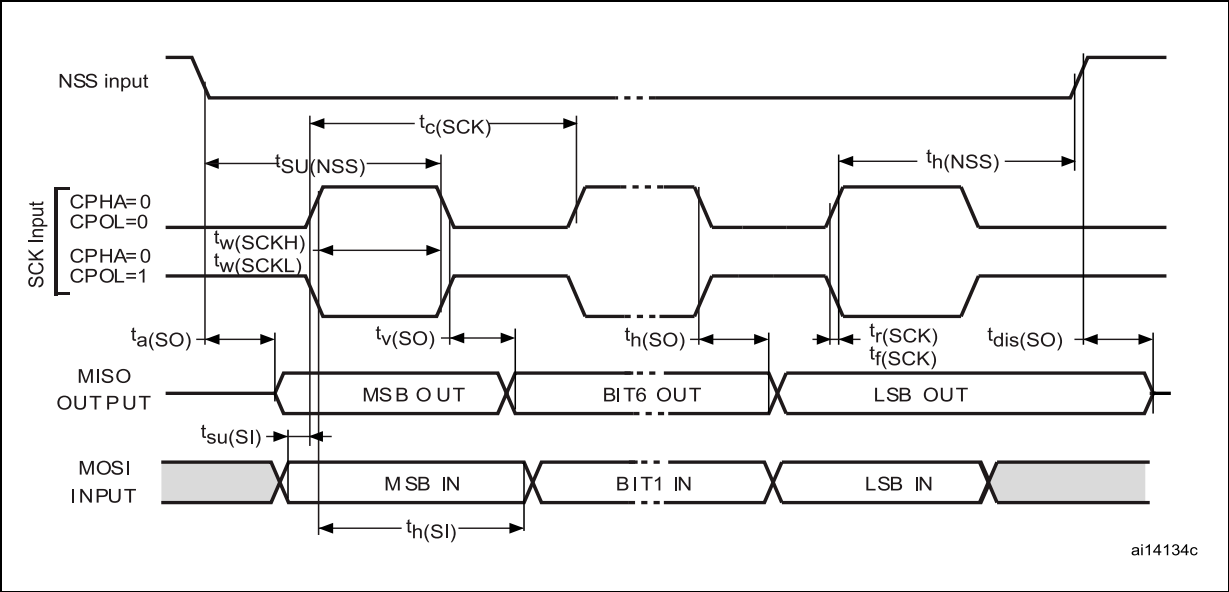 NSS input
tc(SCK)
tSU(NSS)
th(NSS)
SCK Input
CPHA=0
CPOL=0
tw(SCKH)
CPHA=0
tw(SCKL)
CPOL=1
ta(SO)
tv(SO)
th(SO)
tr(SCK)
tf(SCK)
tdis(SO)
MISO
OUTPUT
MSB OUT
BIT6 OUT
LSB OUT
tsu(SI)
MOSI
INPUT
MSB IN
BIT1 IN
LSB IN
th(SI)
ai14134c